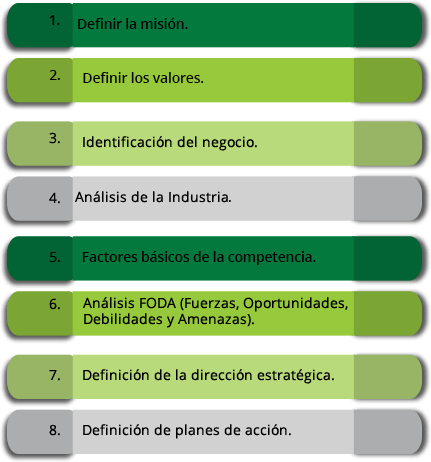 1. Definir la misión.
2. Definir los valores.
3. Identificación del negocio.
4. Análisis de la Industria.
5. Factores básicos de la competencia.
6. Análisis FODA (Fuerzas, Oportunidades,
Debilidades y Amenazas).
7. Definición de la dirección estratégica.
8. Definición de planes de acción.